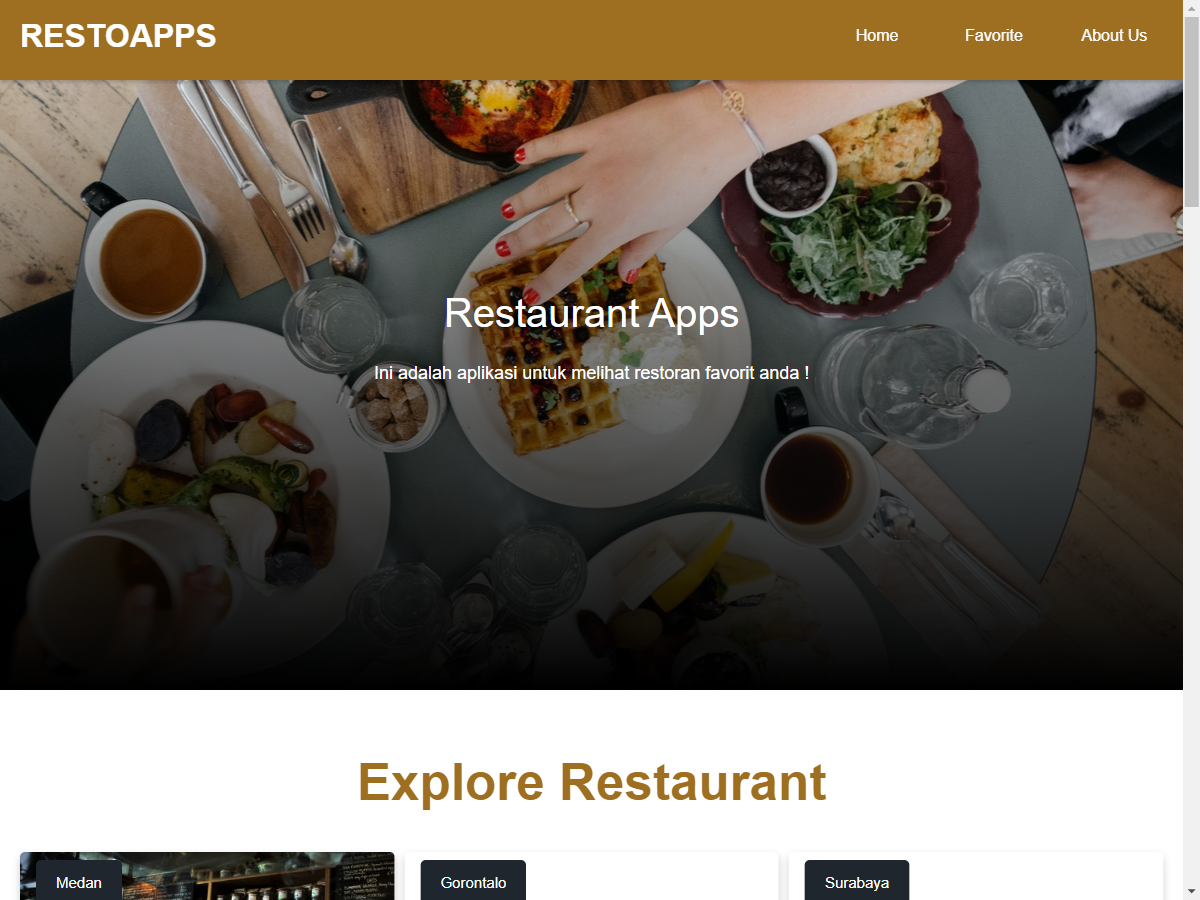 RESTOAPPS
Home
Favorite
About Us
Restaurant Apps
Ini adalah aplikasi untuk melihat restoran favorit anda !
Explore Restaurant
Medan
Gorontalo
Surabaya